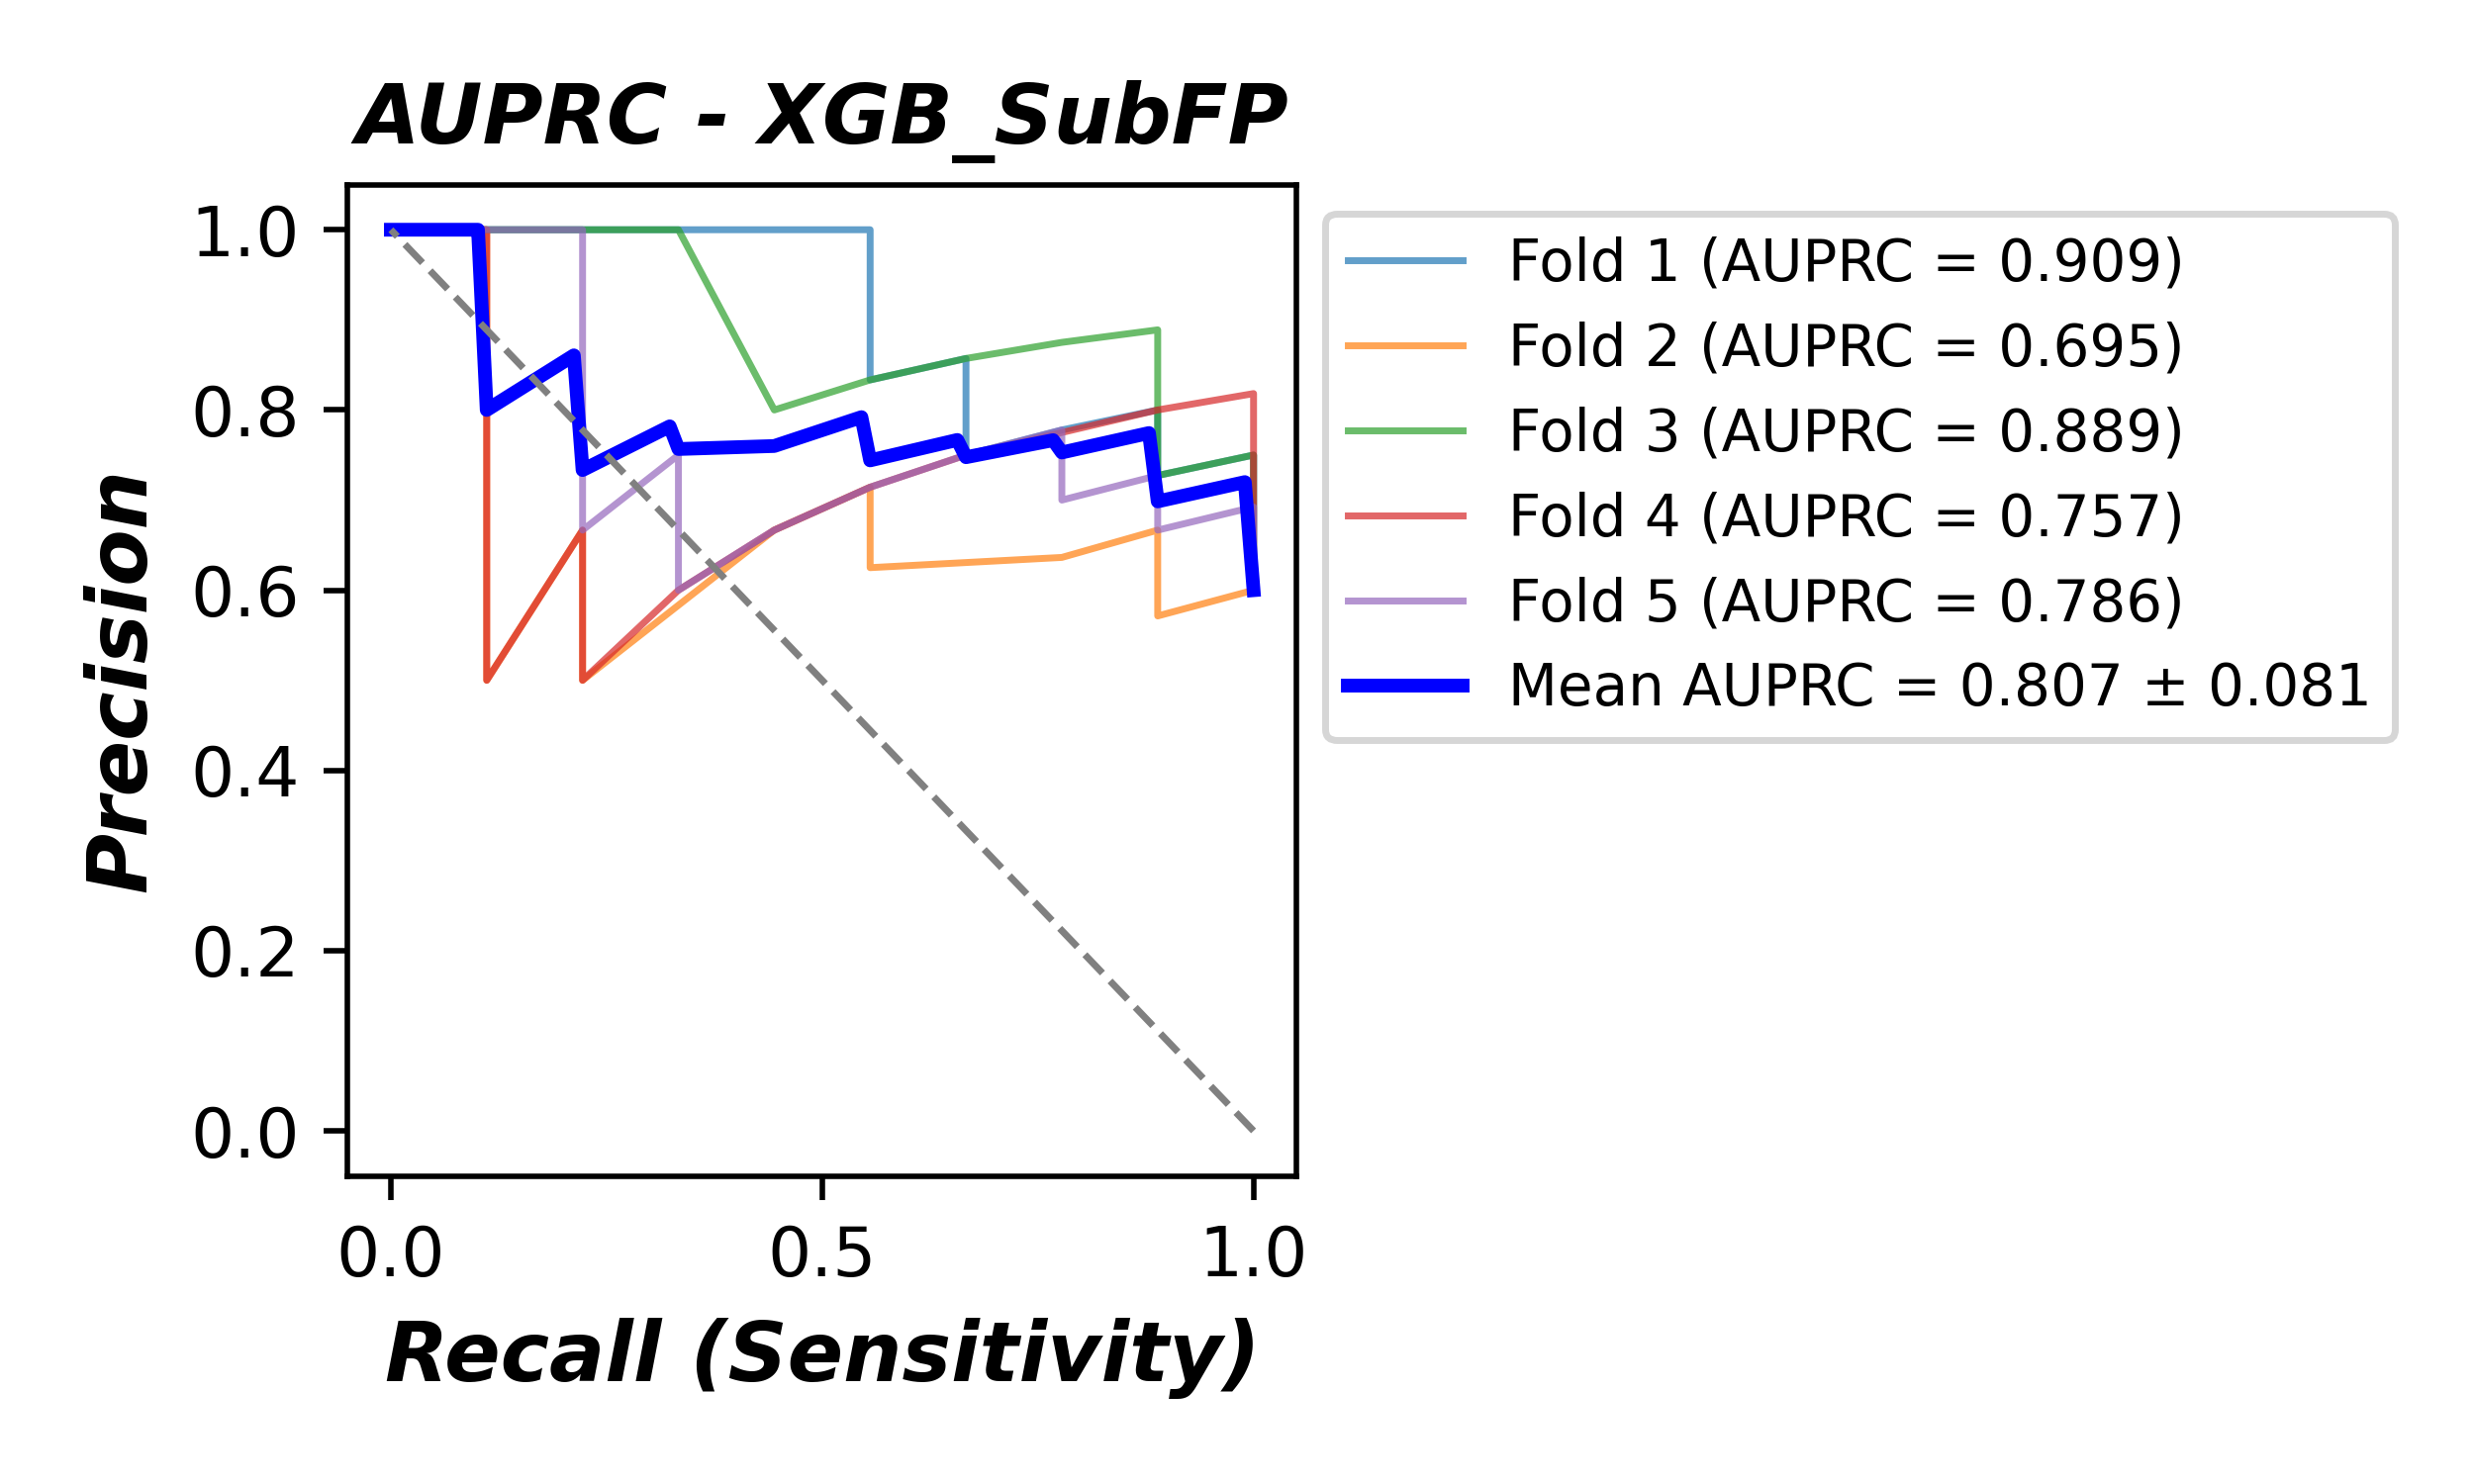 AUPRC - XGB_SubFP
Precision
1.0
0.8
0.6
0.4
0.2
0.0
0.0
0.5
1.0
Recall (Sensitivity)
Fold 1 (AUPRC = 0.909)
Fold 2 (AUPRC = 0.695)
Fold 3 (AUPRC = 0.889)
Fold 4 (AUPRC = 0.757)
Fold 5 (AUPRC = 0.786)
Mean AUPRC = 0.807 ± 0.081